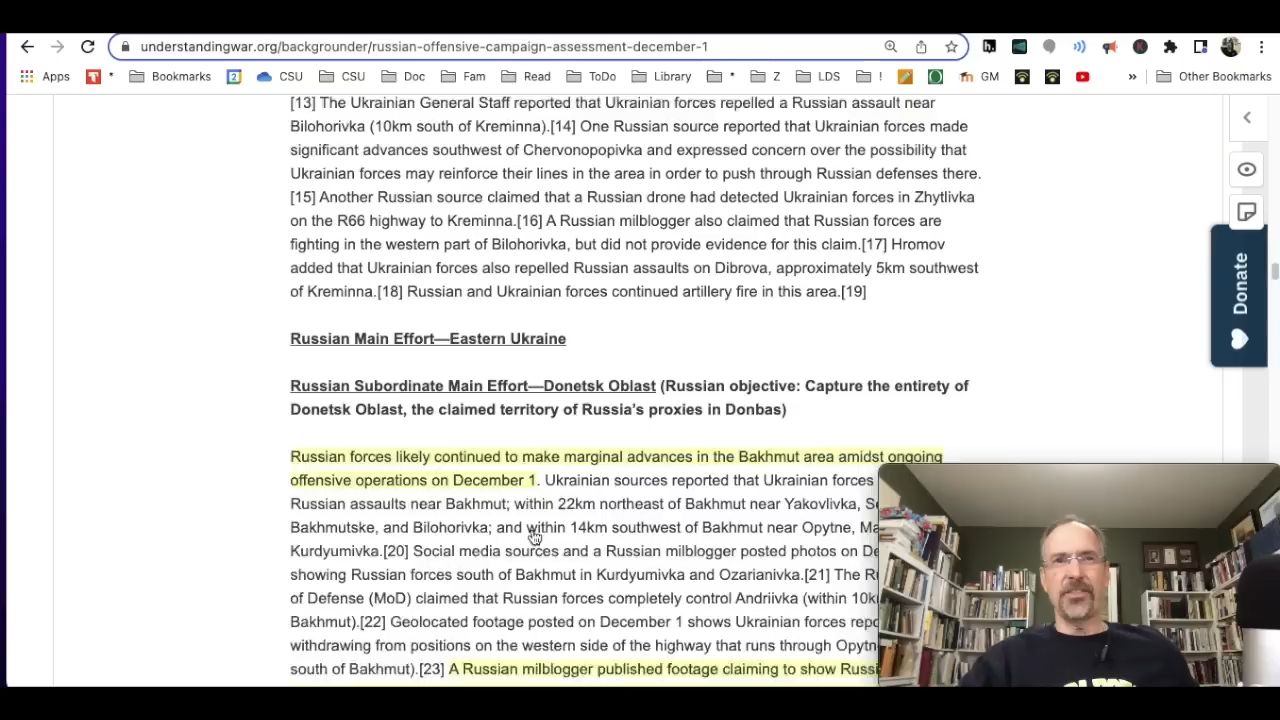 understandingwar.org/backgrounder/russian-offensive-campaign-assessment-december-1
Apps * Bookmarks 2 CSU CSU Doc Fam Read ToDo Library * Z LDS ! GM » Other Bookmarks
[13] The Ukrainian General Staff reported that Ukrainian forces repelled a Russian assault near
Bilohorivka (10km south of Kreminna).[14] One Russian source reported that Ukrainian forces made
significant advances southwest of Chervonopopivka and expressed concern over the possibility that
Ukrainian forces may reinforce their lines in the area in order to push through Russian defenses there.
[15] Another Russian source claimed that a Russian drone had detected Ukrainian forces in Zhytlivka
on the R66 highway to Kreminna.[16] A Russian milblogger also claimed that Russian forces are
fighting in the western part of Bilohorivka, but did not provide evidence for this claim.[17] Hromov
added that Ukrainian forces also repelled Russian assaults on Dibrova, approximately 5km southwest
of Kreminna.[18] Russian and Ukrainian forces continued artillery fire in this area.[19]
Donate
Russian Main Effort—Eastern Ukraine
Russian Subordinate Main Effort—Donetsk Oblast (Russian objective: Capture the entirety of
Donetsk Oblast, the claimed territory of Russia's proxies in Donbas)
Russian forces likely continued to make marginal advances in the Bakhmut area amidst ongoing
offensive operations on December 1. Ukrainian sources reported that Ukrainian forces
Russian assaults near Bakhmut; within 22km northeast of Bakhmut near Yakovlivka, S
Bakhmutske, and Bilohorivka; and within 14km southwest of Bakhmut near Opytne, Ma
Kurdyumivka.[20] Social media sources and a Russian milblogger posted photos on De
showing Russian forces south of Bakhmut in Kurdyumivka and Ozarianivka.[21] The R
of Defense (MoD) claimed that Russian forces completely control Andriivka (within 10k
Bakhmut).[22] Geolocated footage posted on December 1 shows Ukrainian forces rep
withdrawing from positions on the western side of the highway that runs through Opytn
south of Bakhmut).[23] A Russian milblogger published footage claiming to show Russi